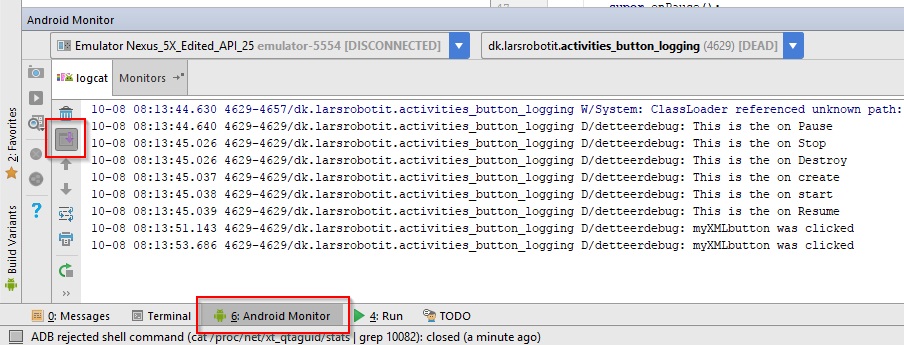 super.onPause();
Android Monitor
Emulator Nexus_5X_Edited_API_25 emulator-5554 [DISCONNECTED]
dk.larsrobotit.activities_button_logging (4629) [DEAD]
logcat
Monitors
10-08 08:13:44.630 4629-4657/dk.larsrobotit.activities_button_logging W/System: ClassLoader referenced unknown path:
10-08 08:13:44.640 4629-4629/dk.larsrobotit.activities_button_logging D/detteerdebug: This is the on Pause
10-08 08:13:45.026 4629-4629/dk.larsrobotit.activities_button_logging D/detteerdebug: This is the on Stop
10-08 08:13:45.026 4629-4629/dk.larsrobotit.activities_button_logging D/detteerdebug: This is the on Destroy
10-08 08:13:45.037 4629-4629/dk.larsrobotit.activities_button_logging D/detteerdebug: This is the on create
10-08 08:13:45.038 4629-4629/dk.larsrobotit.activities_button_logging D/detteerdebug: This is the on start
10-08 08:13:45.039 4629-4629/dk.larsrobotit.activities_button_logging D/detteerdebug: This is the on Resume
10-08 08:13:51.143 4629-4629/dk.larsrobotit.activities_button_logging D/detteerdebug: myXMLbutton was clicked
10-08 08:13:53.686 4629-4629/dk.larsrobotit.activities_button_logging D/detteerdebug: myXMLbutton was clicked
2: Favorites
Build Variants
0: Messages
Terminal
6: Android Monitor
4: Run
TODO
ADB rejected shell command (cat /proc/net/xt_qtaguid/stats | grep 10082): closed (a minute ago)